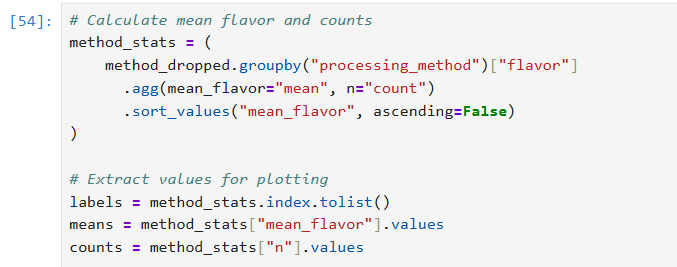 [54]: # Calculate mean flavor and counts
method_stats = (
    method_dropped.groupby("processing_method")["flavor"]
      .agg(mean_flavor="mean", n="count")
      .sort_values("mean_flavor", ascending=False)
)

# Extract values for plotting
labels = method_stats.index.tolist()
means = method_stats["mean_flavor"].values
counts = method_stats["n"].values